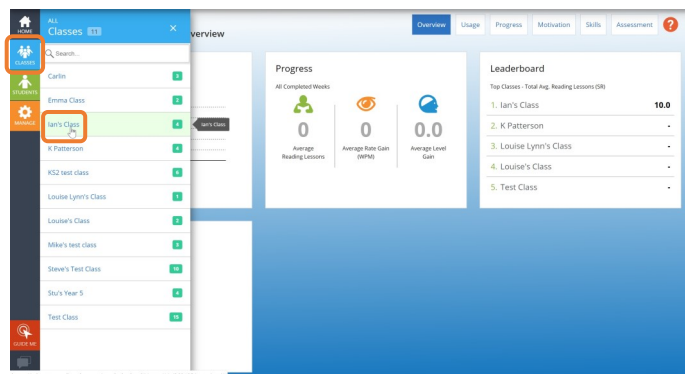 HOME
CLASSES
STUDENTS
MANAGE
GUIDE ME
ALL
Classes 11 ×
Search...
Carlin 3
Emma Class 2
Ian's Class 4
Ian's Class
K Patterson 4
KS2 test class 6
Louise Lynn's Class 1
Louise's Class 2
Mike's test class 3
Steve's Test Class 10
Stu's Year 5 4
Test Class 15
verview
Overview Usage Progress Motivation Skills Assessment ?
Progress
All Completed Weeks
0 0 0.0
Average Reading Lessons
Average Rate Gain (WPM)
Average Level Gain
Leaderboard
Top Classes - Total Avg. Reading Lessons (SR)
1. Ian's Class 10.0
2. K Patterson -
3. Louise Lynn's Class -
4. Louise's Class -
5. Test Class -